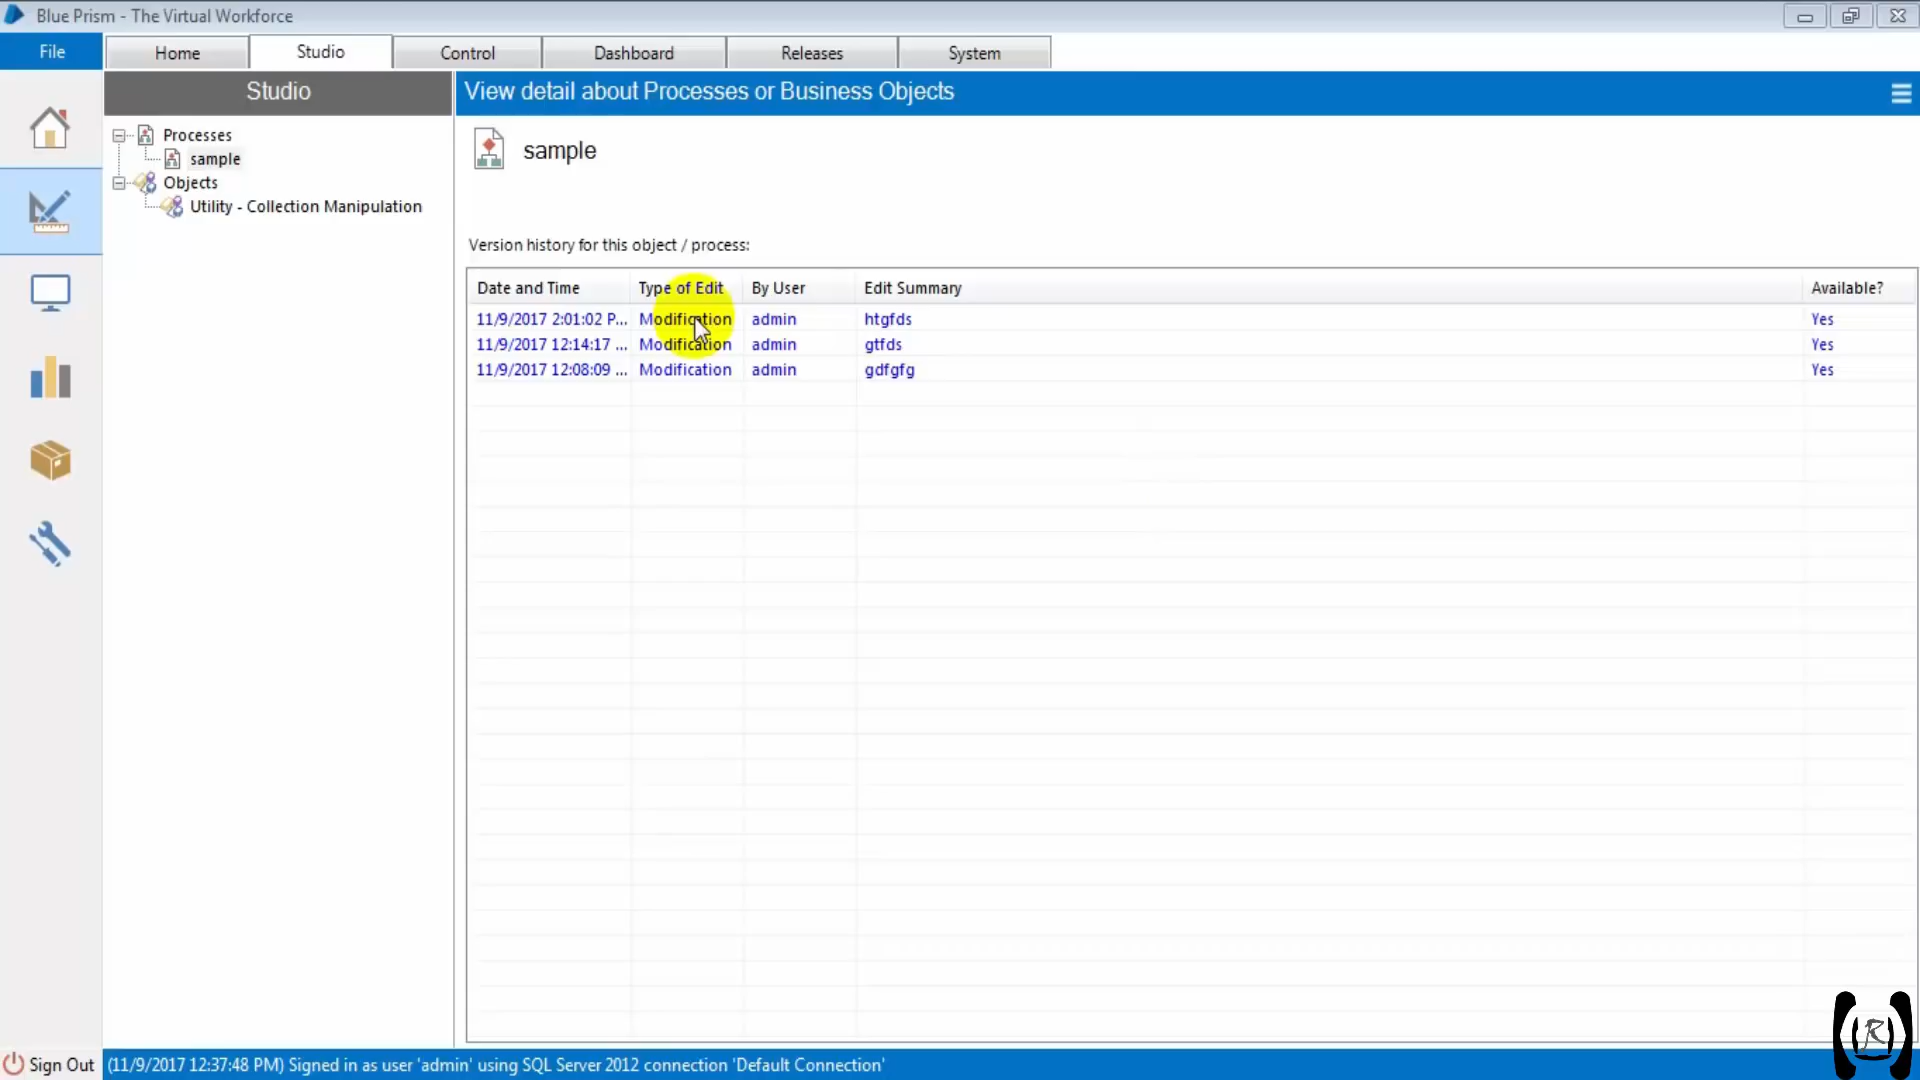 Blue Prism - The Virtual Workforce
File
Home
Studio
Control
Dashboard
Releases
System
Studio
Processes
sample
Objects
Utility - Collection Manipulation
View detail about Processes or Business Objects
sample
Version history for this object / process:
Date and Time Type of Edit By User Edit Summary Available?
11/9/2017 2:01:02 P... Modification admin htgfds Yes
11/9/2017 12:14:17 ... Modification admin gtfds Yes
11/9/2017 12:08:09 ... Modification admin gdfgfg Yes
R
Sign Out
(11/9/2017 12:37:48 PM) Signed in as user 'admin' using SQL Server 2012 connection 'Default Connection'